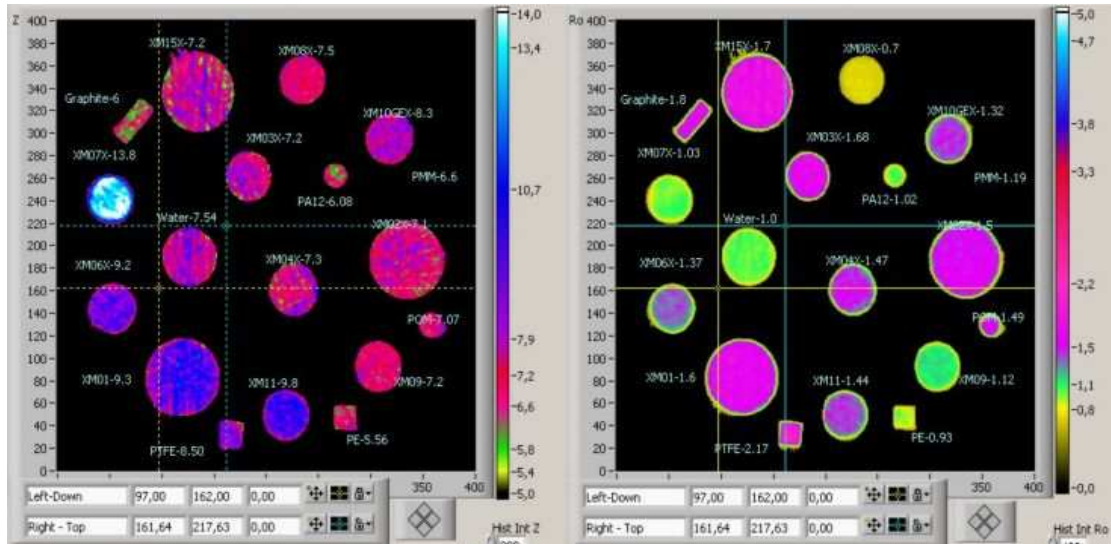 Z
400
380
360
340
320
300
280
260
240
220
200
180
160
140
120
100
80
60
40
20
0
XM15X-7.2
XM08X-7.5
Graphite-6
XM10GEX-8.3
XM07X-13.8
XM03X-7.2
PMM-6.6
PA12-6.08
Water-7.54
XM02X-7.1
XM06X-9.2
XM04X-7.3
POM-7.07
XM01-9.3
XM11-9.8
XM09-7.2
PE-5.56
PTFE-8.50
350
400
14,0
13,4
10,7
7,9
7,2
6,6
5,8
5,4
5,0
Left-Down 97,00 162,00 0,00
Right - Top 161,64 217,63 0,00
Hist Int Z
Ro
400
380
360
340
320
300
280
260
240
220
200
180
160
140
120
100
80
60
40
20
0
XM15X-1.7
XM08X-0.7
Graphite-1.8
XM10GEX-1.32
XM07X-1.03
XM03X-1.68
PMM-1.19
PA12-1.02
Water-1.0
XM02X-1.5
XM06X-1.37
XM04X-1.47
POM-1.49
XM01-1.6
XM11-1.44
XM09-1.12
PE-0.93
PTFE-2.17
350
400
5,0
4,7
3,8
3,2
2,2
1,5
1,1
0,8
0,0
Left-Down 97,00 162,00 0,00
Right - Top 161,64 217,63 0,00
Hist Int Ro